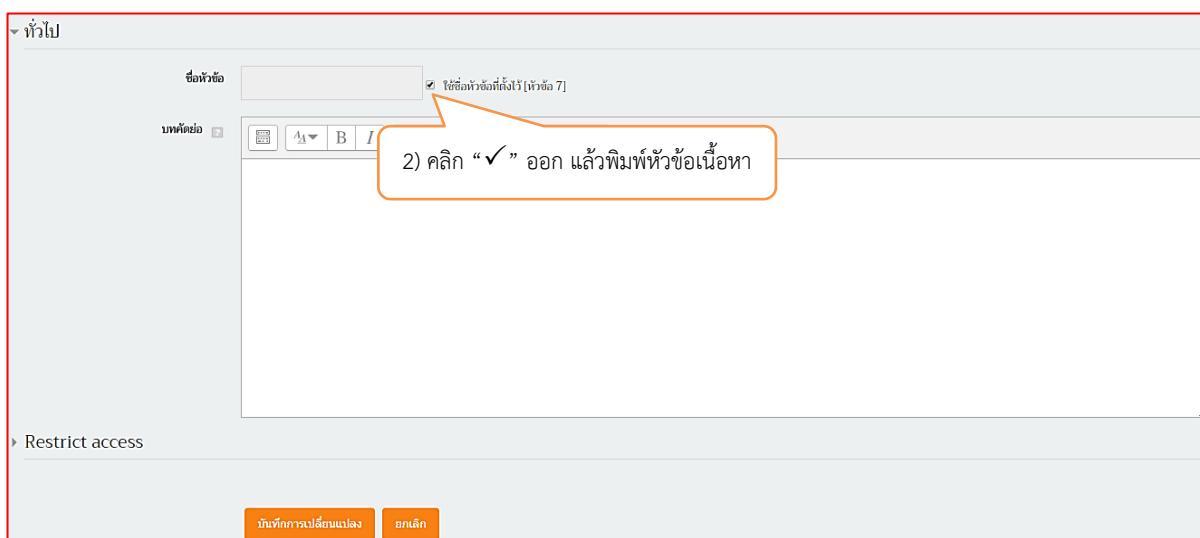 ทั่วไป
ชื่อหัวข้อ
ใช้ชื่อหัวข้อที่ตั้งไว้ [หัวข้อ 7]
บทคัดย่อ
B I
2) คลิก “✓” ออก แล้วพิมพ์หัวข้อเนื้อหา
Restrict access
บันทึกการเปลี่ยนแปลง ยกเลิก